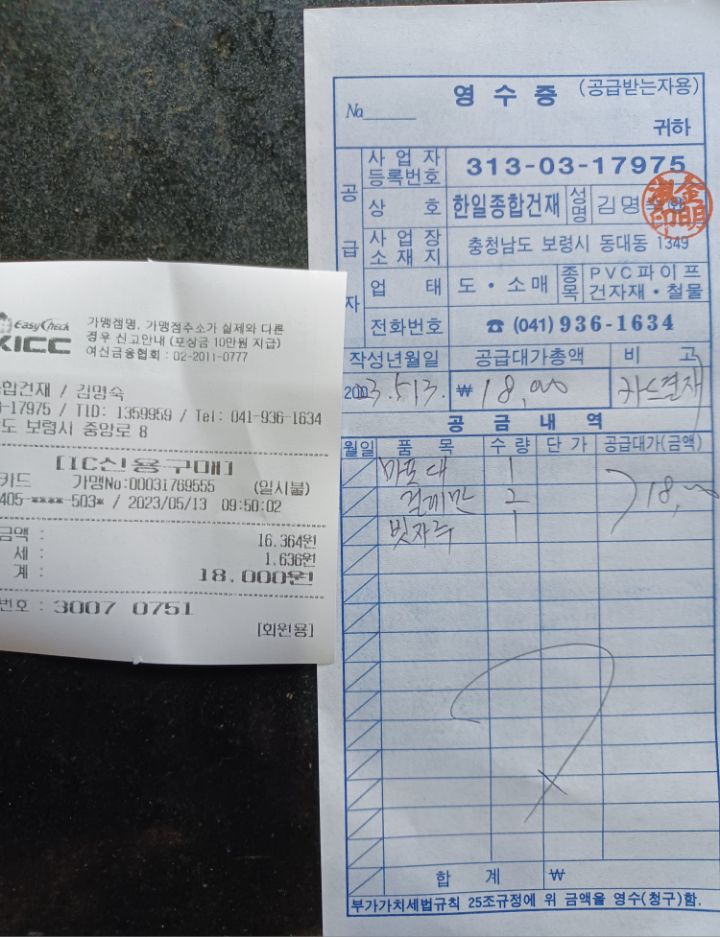 EasyCheck
KICC
가맹점명, 가맹점주소가 실제와 다른
경우 신고안내 (포상금 10만원 지급)
여신금융협회 : 02-2011-0777
합건재 / 김명숙
-17975 / TID: 1359959 / Tel: 041-936-1634
도 보령시 중앙로 8
[IC신용구매]
카드 가맹No:00031769555 (일시불)
405-****-503* / 2023/05/13 09:50:02
금액 : 16,364원
세 : 1,636원
계 : 18,000원
번호 : 3007 0751
[회원용]
No
영수증 (공급받는자용)
귀하
공급자
사업자등록번호 313-03-17975
상호 한일종합건재 성명 김명숙
사업장소재지 충청남도 보령시 동대동 1349
업태 도·소매 종목 PVC파이프 건자재·철물
전화번호 ☎ (041) 936-1634
작성년월일 공급대가총액 비고
2023.5.13. ₩ 18,000 카드결재
공급내역
월일 품목 수량 단가 공급대가(금액)
마포대 1
2 18,000
빗자루 1
합계 ₩
부가가치세법규칙 25조규정에 위 금액을 영수(청구)함.